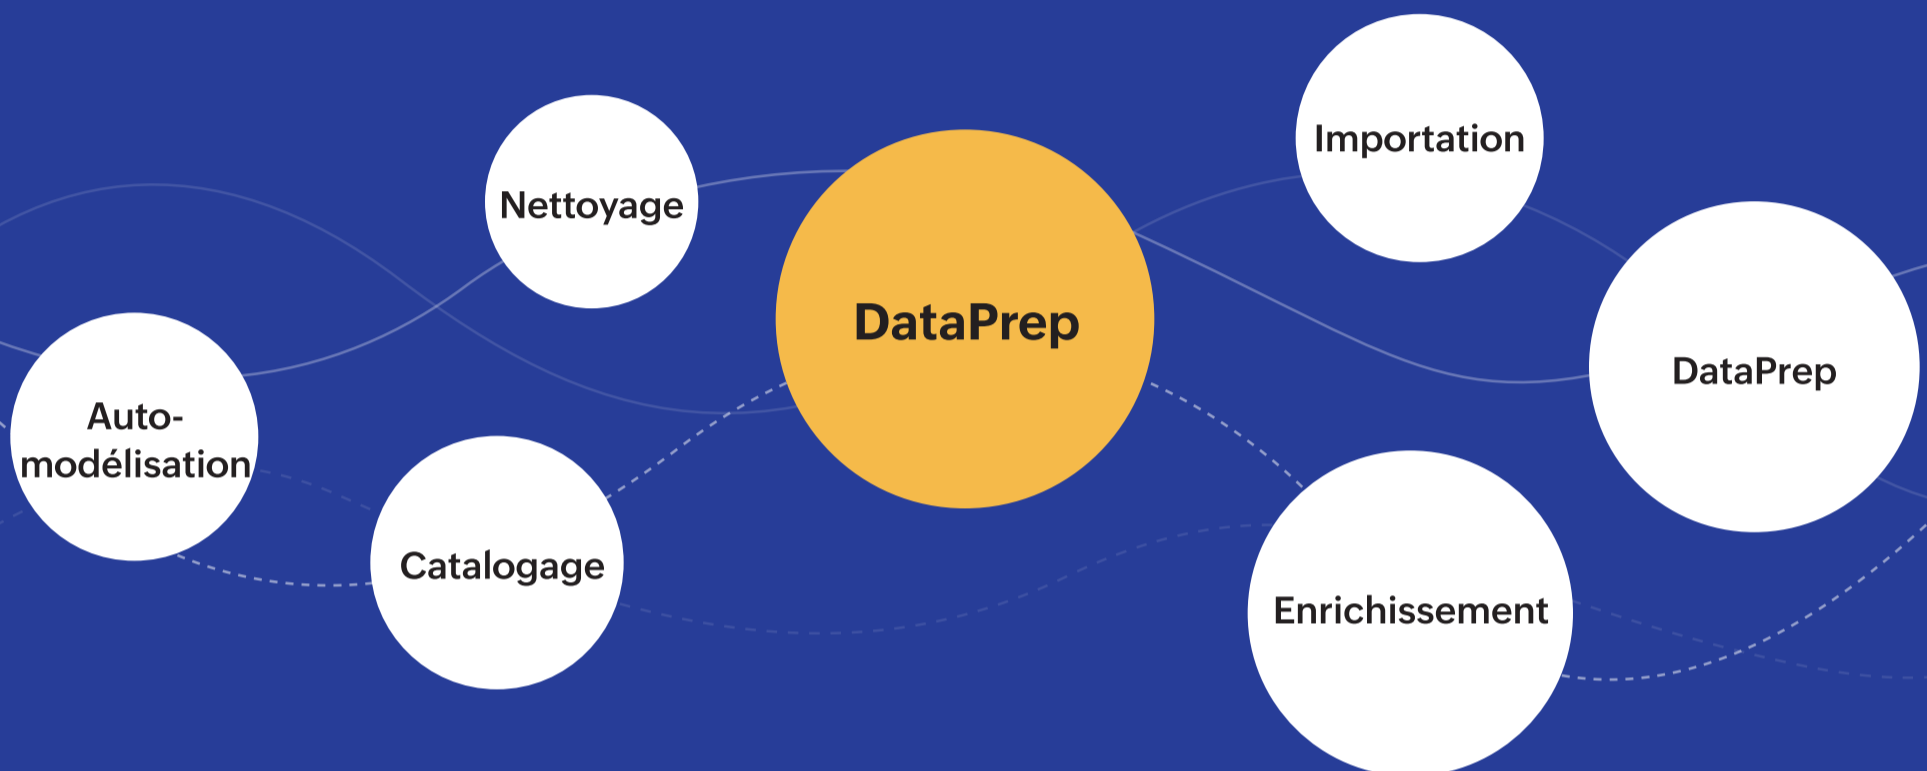 Importation
Nettoyage
DataPrep
DataPrep
Auto-
modélisation
Catalogage
Enrichissement